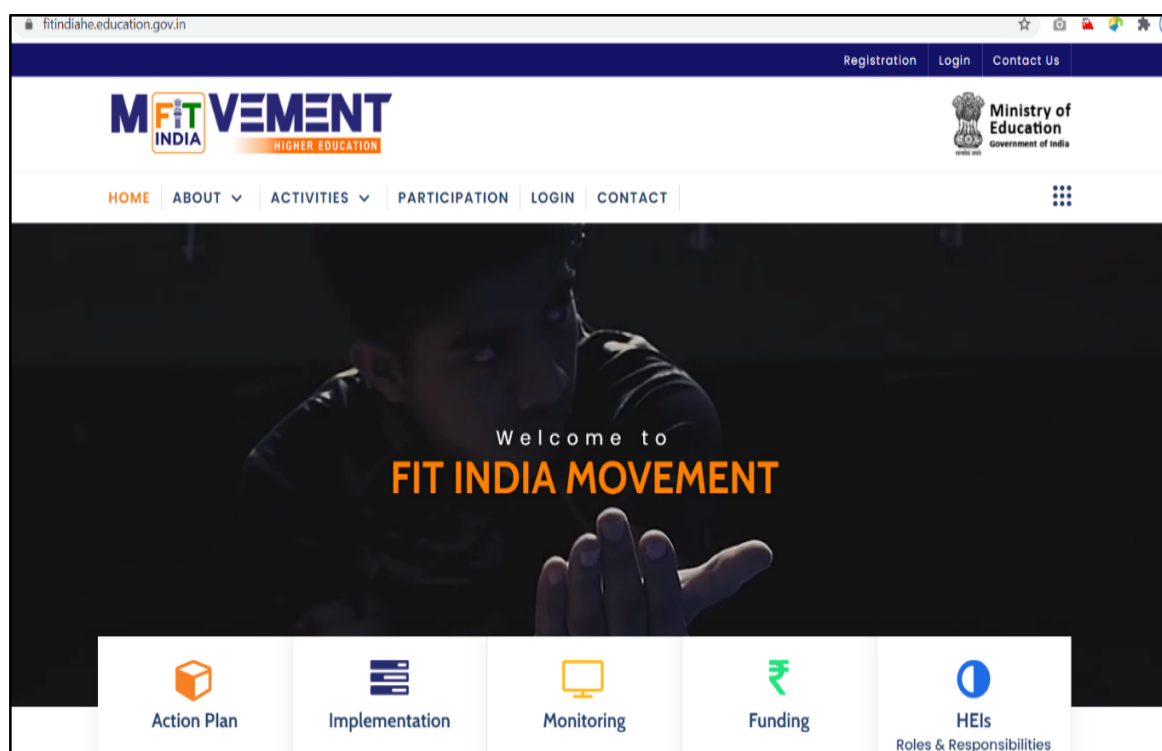 fitindiahe.education.gov.in
Registration Login Contact Us
M FiT VEMENT
INDIA
HIGHER EDUCATION
Ministry of
Education
Government of India
HOME ABOUT ACTIVITIES PARTICIPATION LOGIN CONTACT
Welcome to
FIT INDIA MOVEMENT
₹
Action Plan Implementation Monitoring Funding HEIs
Roles & Responsibilities